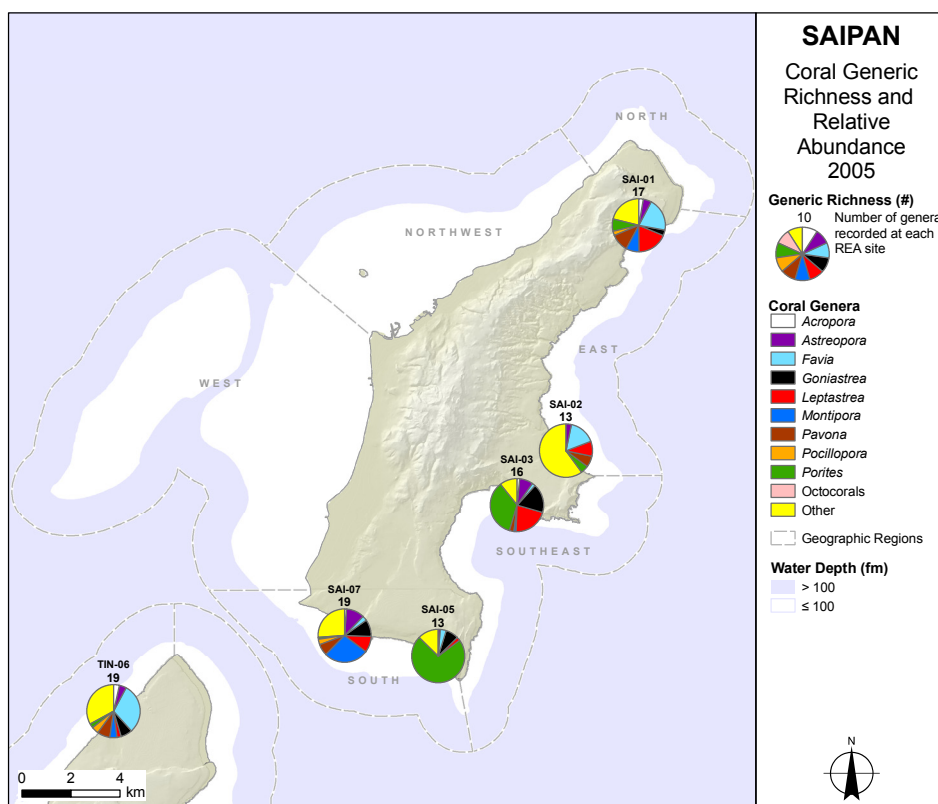 SAIPAN
Coral Generic
Richness and
Relative
Abundance
2005
Generic Richness (#)
10
Number of genera
recorded at each
REA site
Coral Genera
Acropora
Astreopora
Favia
Goniastrea
Leptastrea
Montipora
Pavona
Pocillopora
Porites
Octocorals
Other
Geographic Regions
Water Depth (fm)
> 100
≤ 100
N
NORTH
SAI-01
17
NORTHWEST
EAST
WEST
SAI-02
13
SAI-03
16
SOUTHEAST
SAI-07
19
SAI-05
13
SOUTH
TIN-06
19
0 2 4
km